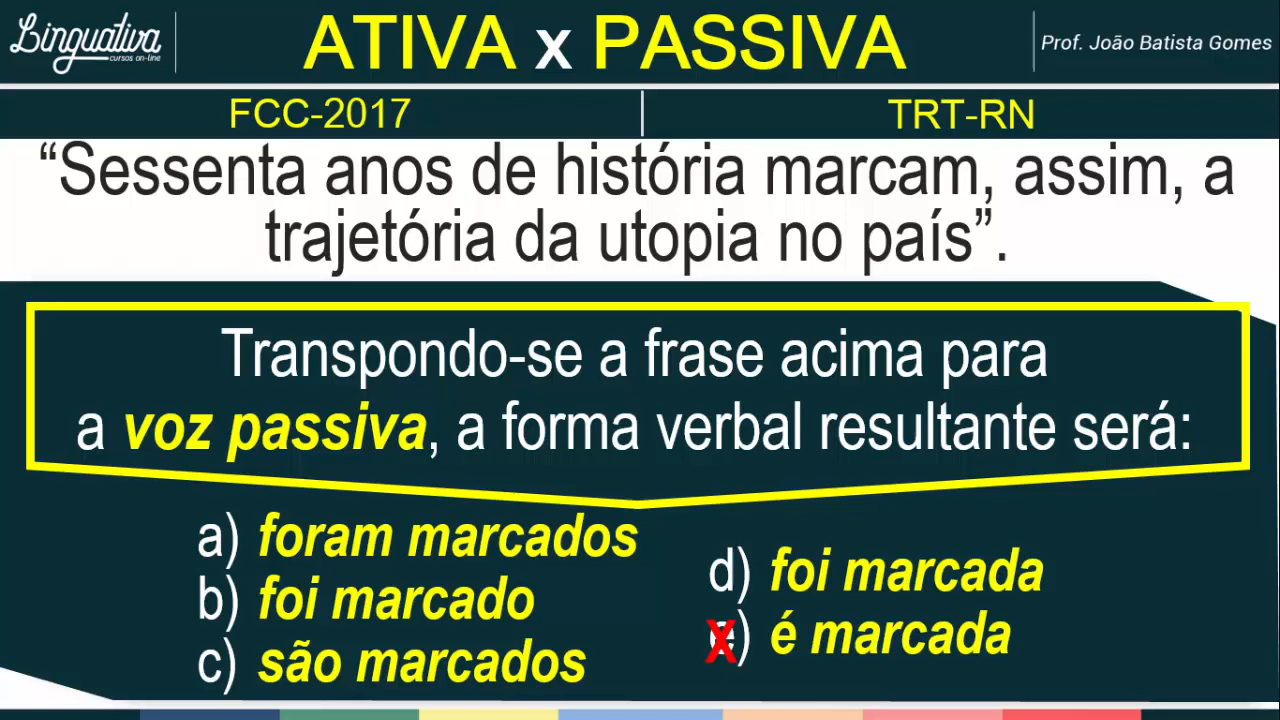 Linguativa
cursos on-line
ATIVA x PASSIVA
Prof. João Batista Gomes
FCC-2017
TRT-RN
“Sessenta anos de história marcam, assim, a
trajetória da utopia no país”.
Transpondo-se a frase acima para
a voz passiva, a forma verbal resultante será:
a) foram marcados
b) foi marcado
c) são marcados
d) foi marcada
e) é marcada